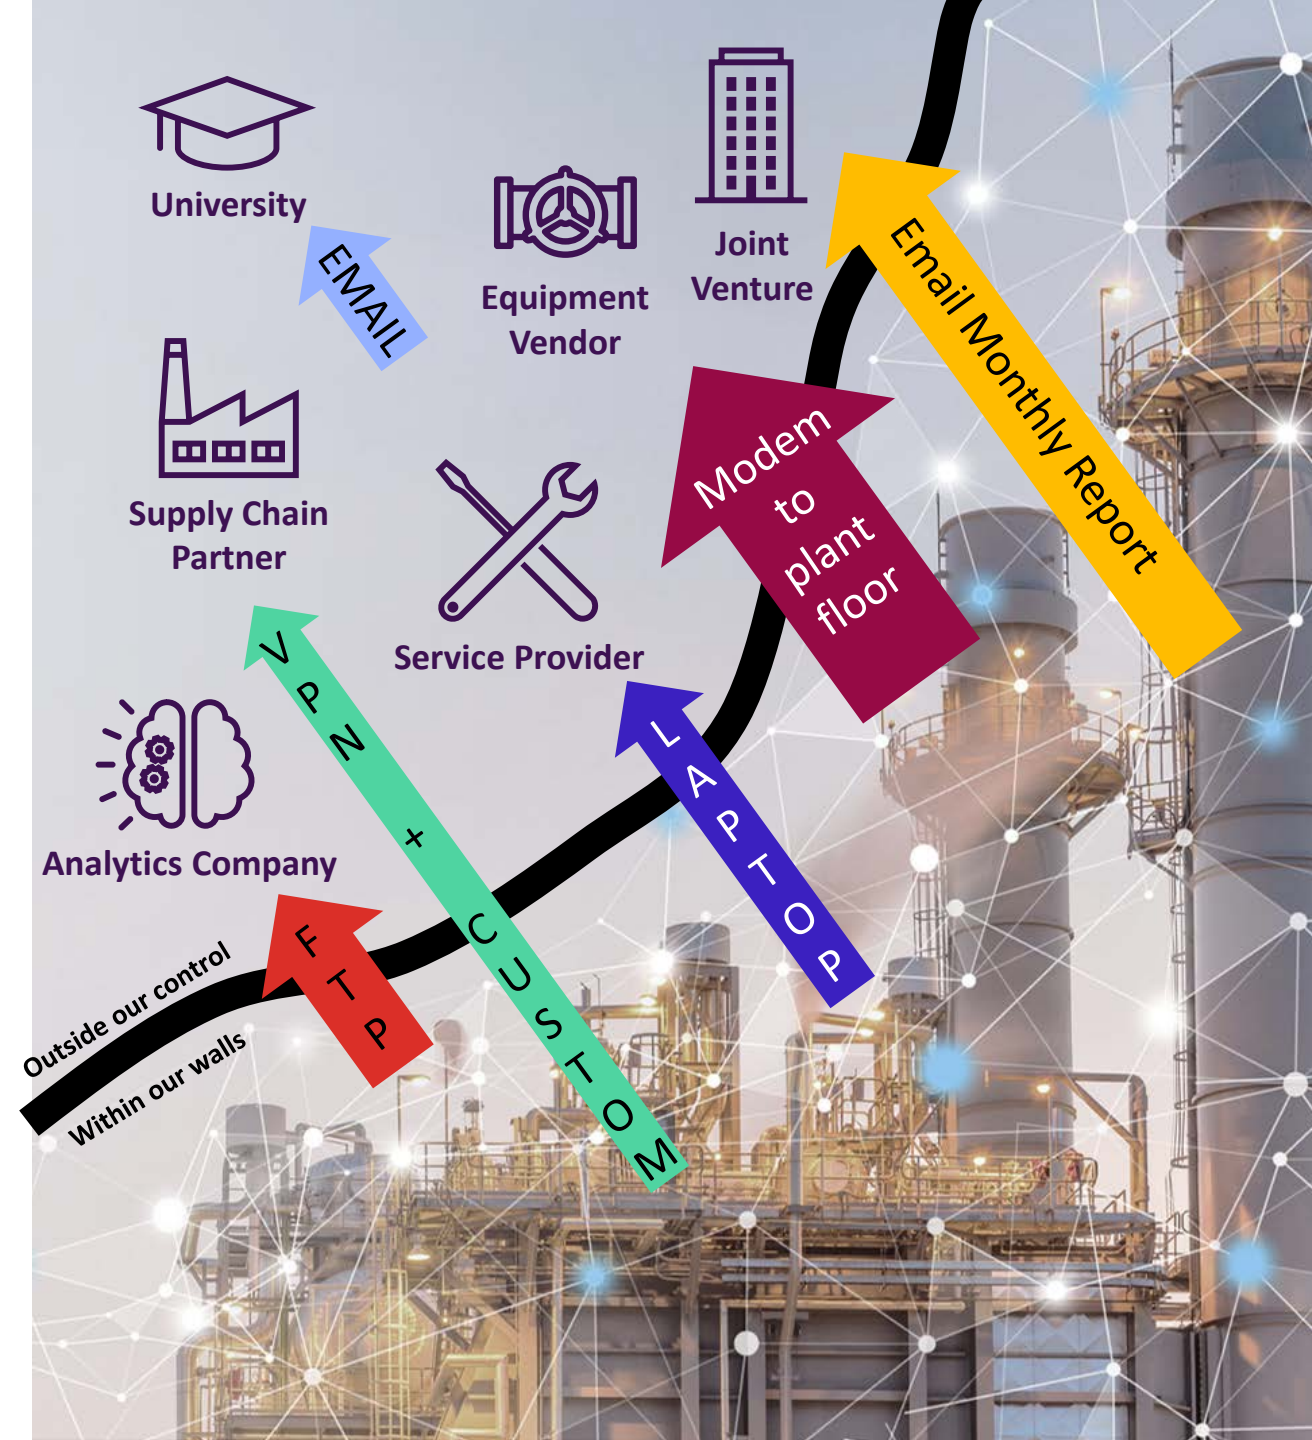 University
EMAIL
Equipment
Vendor
Joint
Venture
Email Monthly Report
Supply Chain
Partner
Modem
to
plant
floor
Service Provider
VPN + CUSTOM
LAPTOP
Analytics Company
FTP
Outside our control
Within our walls